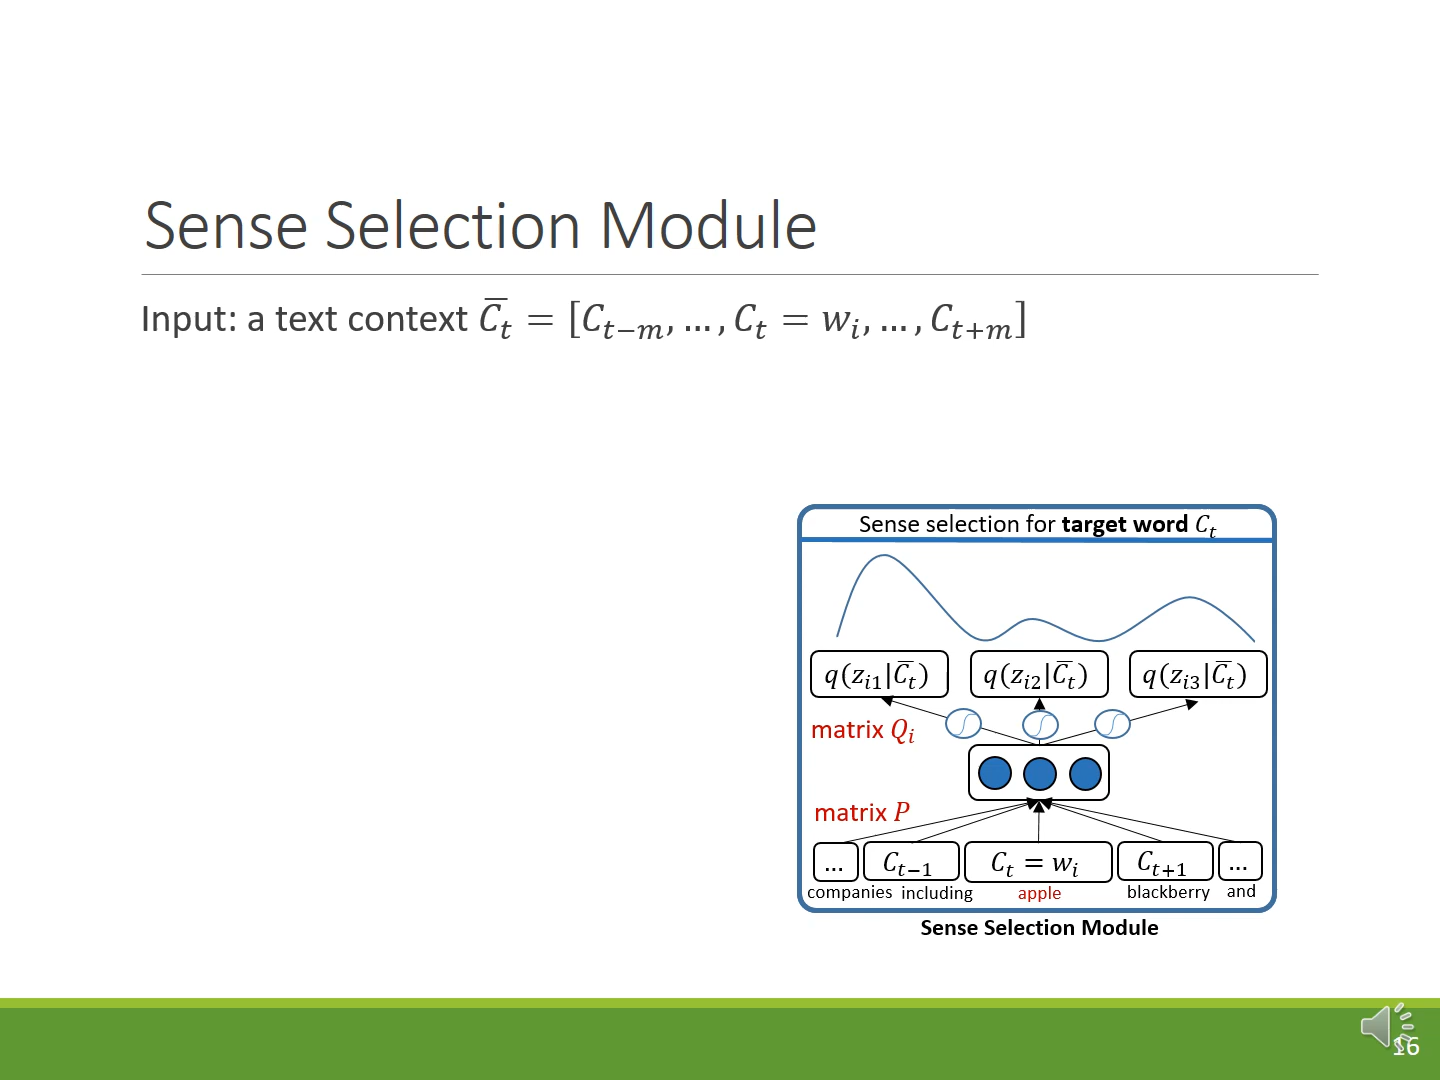 Sense Selection Module
Input: a text context C̅ₜ = [Cₜ₋ₘ, … , Cₜ = wᵢ, … , Cₜ₊ₘ]
Sense selection for target word Cₜ
q(zᵢ₁|C̅ₜ) q(zᵢ₂|C̅ₜ) q(zᵢ₃|C̅ₜ)
matrix Qᵢ
matrix P
... Cₜ₋₁ Cₜ = wᵢ Cₜ₊₁ ...
companies including apple blackberry and
Sense Selection Module
16